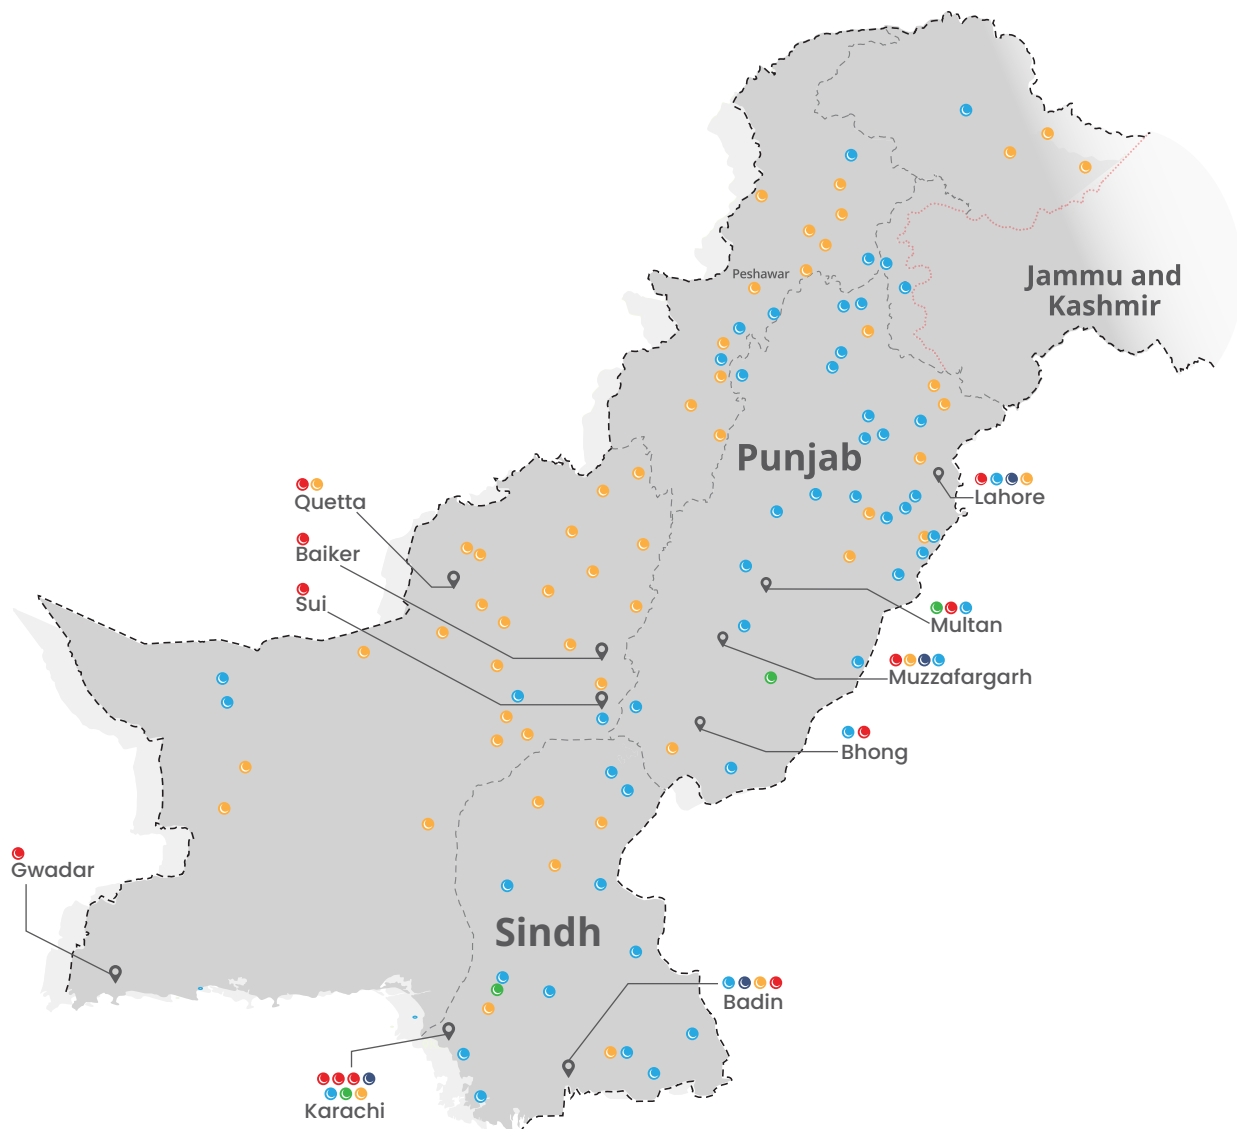 Peshawar
Jammu and
Kashmir
Punjab
Quetta
Lahore
Baiker
Sui
Multan
Muzzafargarh
Bhong
Gwadar
Sindh
Badin
Karachi